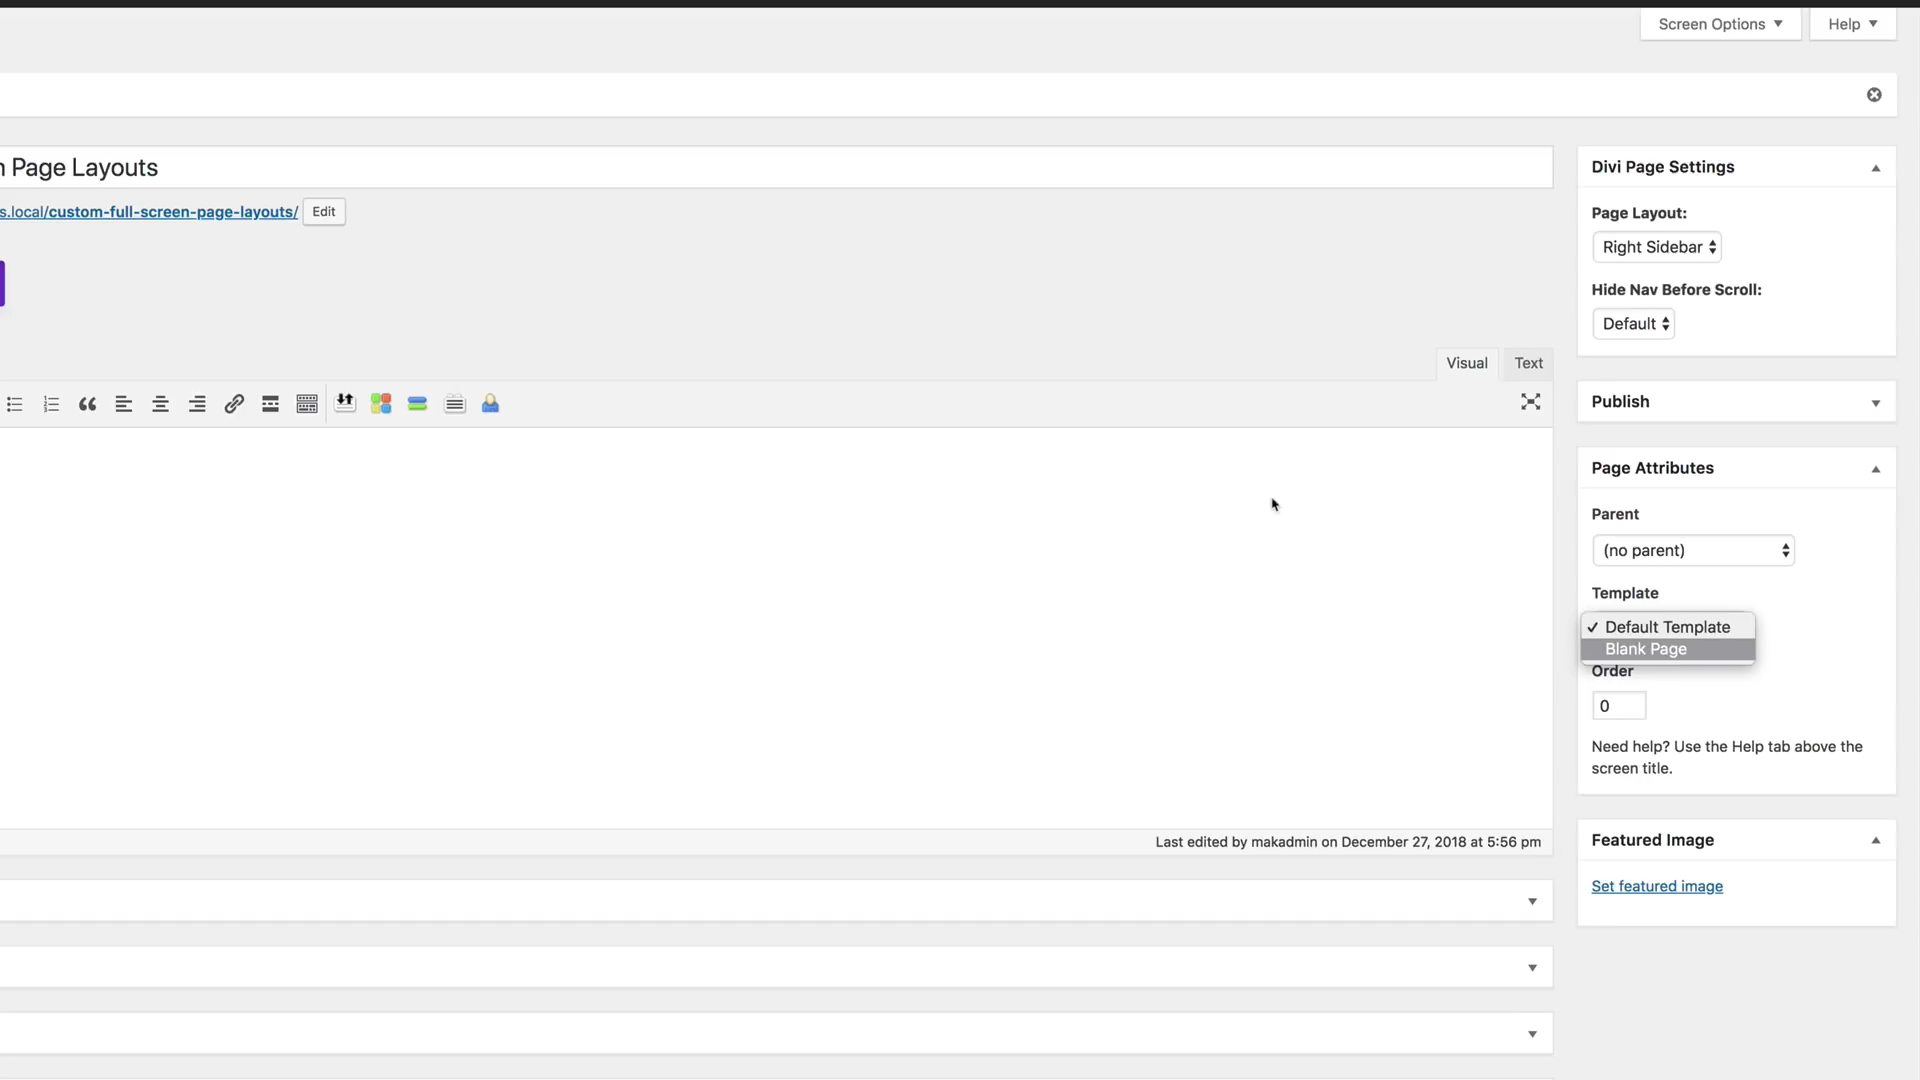 Screen Options
Help
Page Layouts
s.local/custom-full-screen-page-layouts/
Edit
Divi Page Settings
Page Layout:
Right Sidebar
Hide Nav Before Scroll:
Default
Visual
Text
Publish
Page Attributes
Parent
(no parent)
Template
✓ Default Template
Blank Page
Order
0
Need help? Use the Help tab above the
screen title.
Last edited by makadmin on December 27, 2018 at 5:56 pm
Featured Image
Set featured image